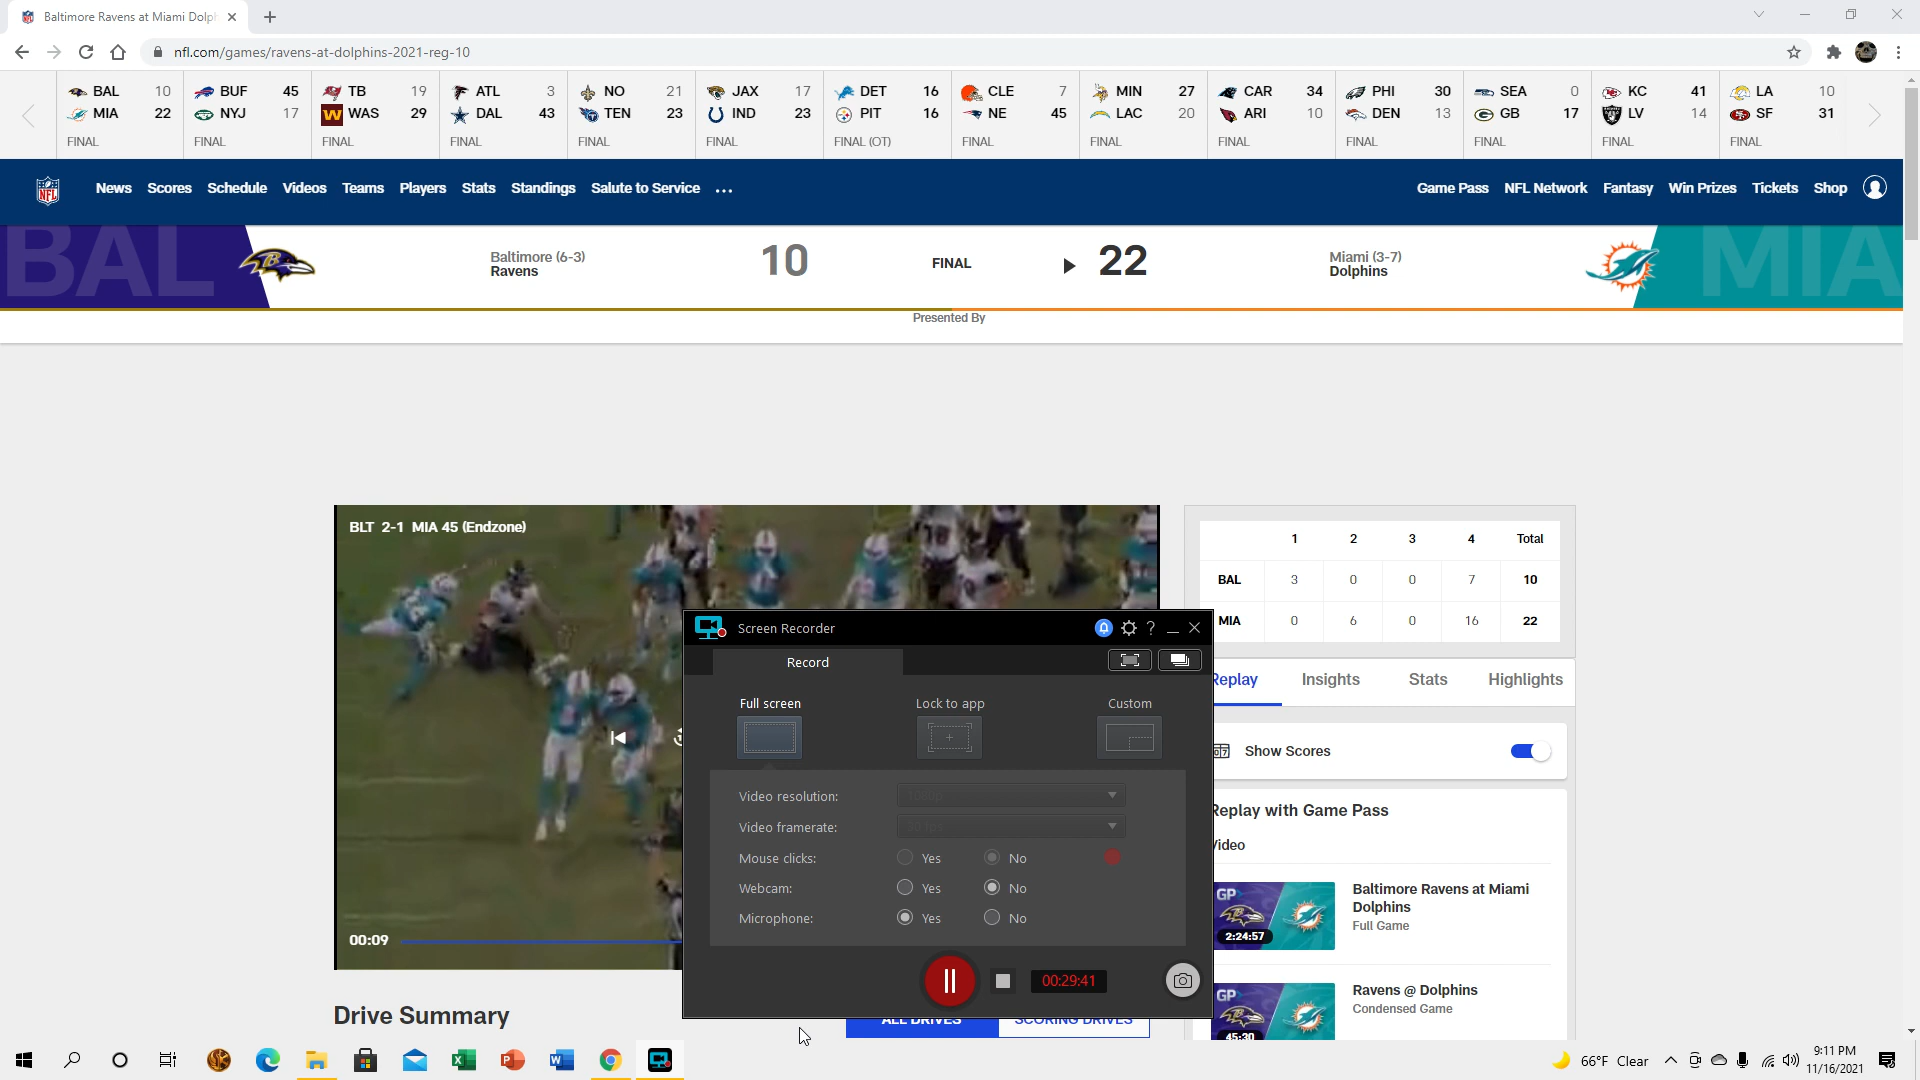 Baltimore Ravens at Miami Dolph
nfl.com/games/ravens-at-dolphins-2021-reg-10
BAL 10 BUF 45 TB 19 ATL 3 NO 21 JAX 17 DET 16 CLE 7 MIN 27 CAR 34 PHI 30 SEA 0 KC 41 LA 10
MIA 22 NYJ 17 WAS 29 DAL 43 TEN 23 IND 23 PIT 16 NE 45 LAC 20 ARI 10 DEN 13 GB 17 LV 14 SF 31
FINAL FINAL FINAL FINAL FINAL FINAL FINAL (OT) FINAL FINAL FINAL FINAL FINAL FINAL FINAL
NFL News Scores Schedule Videos Teams Players Stats Standings Salute to Service ... Game Pass NFL Network Fantasy Win Prizes Tickets Shop
BAL Baltimore (6-3) 10 FINAL 22 Miami (3-7) MIA
Ravens Dolphins
Presented By
BLT 2-1 MIA 45 (Endzone)
1 2 3 4 Total
BAL 3 0 0 7 10
MIA 0 6 0 16 22
Screen Recorder
Record
Replay Insights Stats Highlights
Full screen Lock to app Custom
Show Scores
Video resolution:
Video framerate:
Replay with Game Pass
Video
Mouse clicks: Yes No
Webcam: Yes No
Microphone: Yes No
GP
Baltimore Ravens at Miami
Dolphins
Full Game
2:24:57
00:09
00:29:41
GP
Ravens @ Dolphins
Condensed Game
45:30
Drive Summary
ALL DRIVES SCORING DRIVES
66°F Clear
9:11 PM
11/16/2021